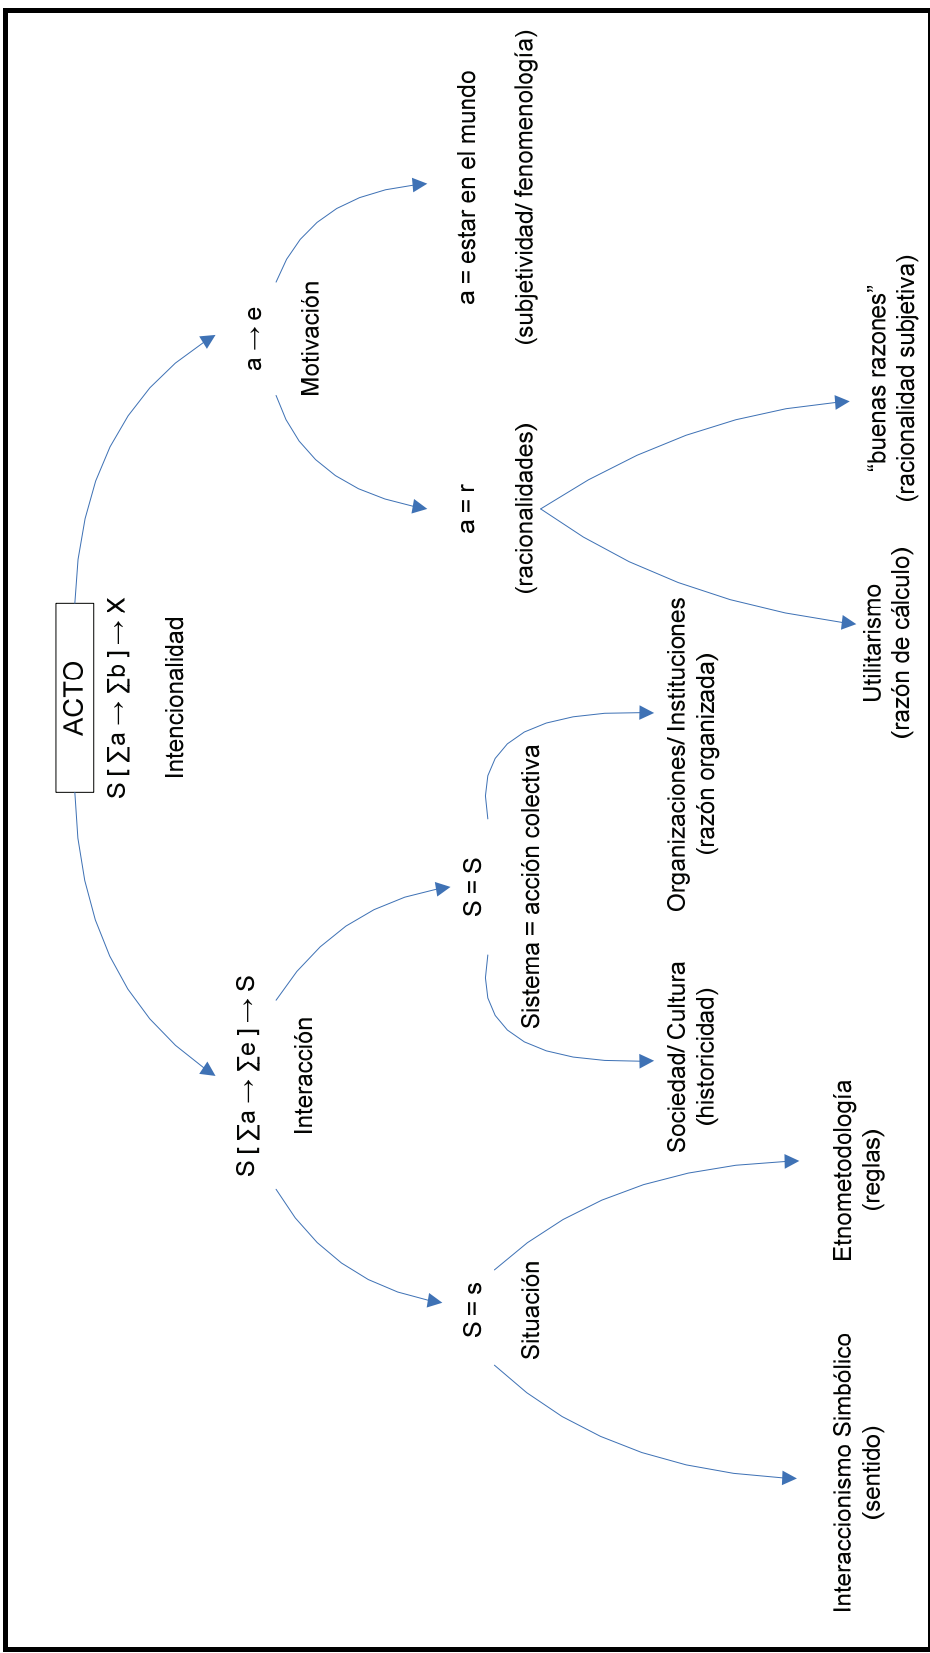 ACTO
S [ ∑a → ∑b ] → X
Intencionalidad
S [ ∑a → ∑e ] → S
Interacción
a → e
Motivación
S = s
Situación
S = S
Sistema = acción colectiva
a = r
(racionalidades)
a = estar en el mundo
(subjetividad/ fenomenología)
Interaccionismo Simbólico
(sentido)
Etnometodología
(reglas)
Sociedad/ Cultura
(historicidad)
Organizaciones/ Instituciones
(razón organizada)
Utilitarismo
(razón de cálculo)
“buenas razones”
(racionalidad subjetiva)